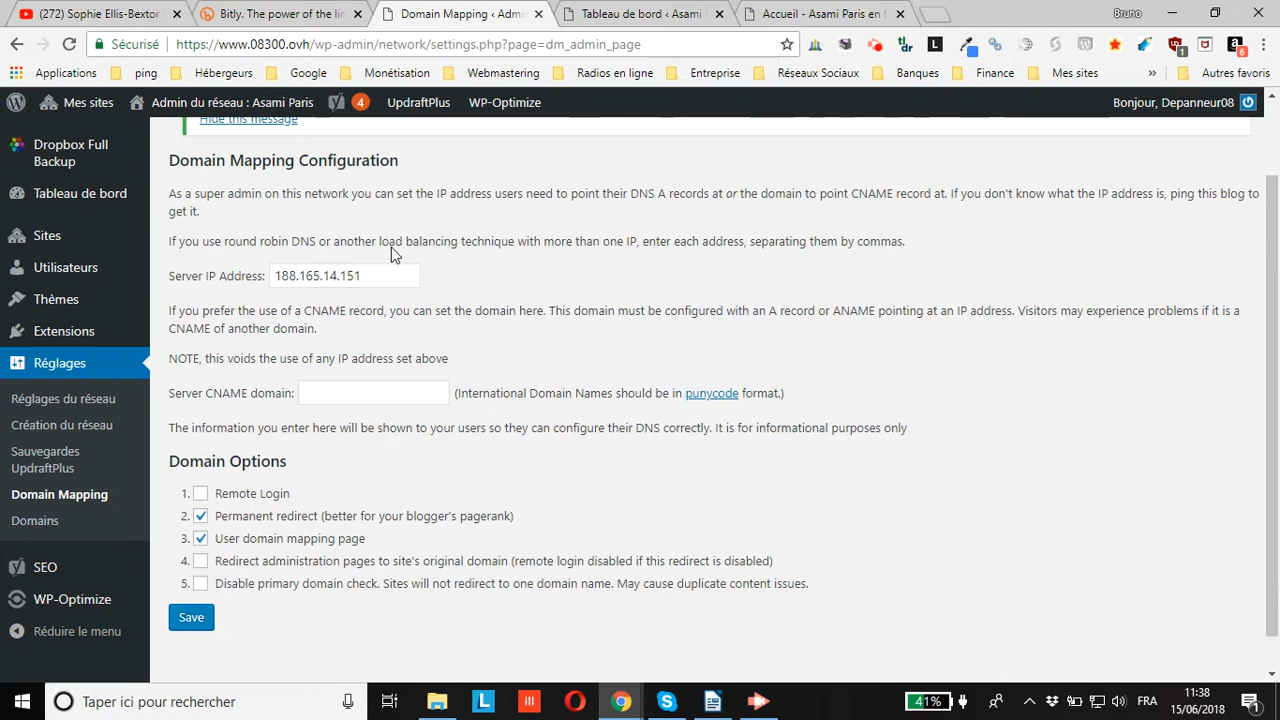 (272) Sophie Ellis-Bextor
Bitly. The power of the lin
Domain Mapping ‹ Admi
Tableau de bord ‹ Asami
Accueil - Asami Paris en f
Bruno
Sécurisé
https://www.08300.ovh/wp-admin/network/settings.php?page=dm_admin_page
Applications
ping
Hébergeurs
Google
Monétisation
Webmastering
Radios en ligne
Entreprise
Réseaux Sociaux
Banques
Finance
Mes sites
»
Autres favoris
Mes sites
Admin du réseau : Asami Paris
4
UpdraftPlus
WP-Optimize
Bonjour, Depanneur08
Dropbox Full
Backup
Tableau de bord
Sites
Utilisateurs
Thèmes
Extensions
Réglages
Réglages du réseau
Création du réseau
Sauvegardes
UpdraftPlus
Domain Mapping
Domains
SEO
WP-Optimize
Réduire le menu
Hide this message
Domain Mapping Configuration
As a super admin on this network you can set the IP address users need to point their DNS A records at or the domain to point CNAME record at. If you don't know what the IP address is, ping this blog to
get it.
If you use round robin DNS or another load balancing technique with more than one IP, enter each address, separating them by commas.
Server IP Address: 188.165.14.151
If you prefer the use of a CNAME record, you can set the domain here. This domain must be configured with an A record or ANAME pointing at an IP address. Visitors may experience problems if it is a
CNAME of another domain.
NOTE, this voids the use of any IP address set above
Server CNAME domain: (International Domain Names should be in punycode format.)
The information you enter here will be shown to your users so they can configure their DNS correctly. It is for informational purposes only
Domain Options
1. Remote Login
2. Permanent redirect (better for your blogger's pagerank)
3. User domain mapping page
4. Redirect administration pages to site's original domain (remote login disabled if this redirect is disabled)
5. Disable primary domain check. Sites will not redirect to one domain name. May cause duplicate content issues.
Save
Taper ici pour rechercher
41%
FRA
11:38
15/06/2018